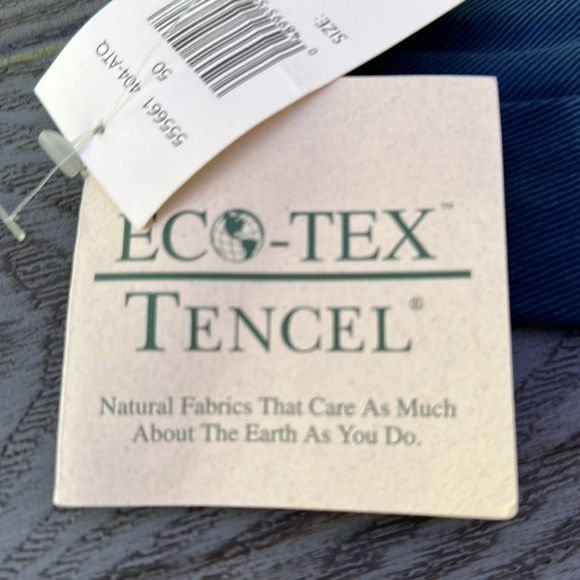 SIZE:
404-ATQ
50
555661
ECO-TEX™
TENCEL®
Natural Fabrics That Care As Much
About The Earth As You Do.